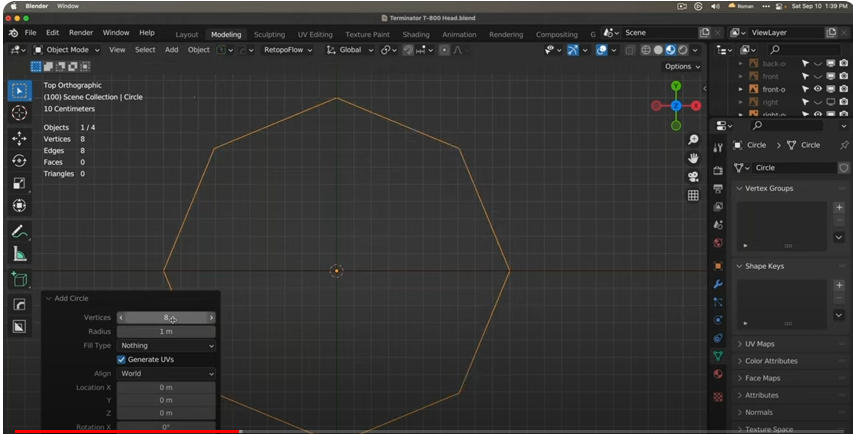 Blender Window Roman Sat Sep 10 1:39 PM
Terminator T-800 Head.blend
File Edit Render Window Help Layout Modeling Sculpting UV Editing Texture Paint Shading Animation Rendering Compositing G Scene ViewLayer
Object Mode View Select Add Object RetopoFlow Global
Options
Top Orthographic
(100) Scene Collection | Circle
10 Centimeters
Objects 1 / 4
Vertices 8
Edges 8
Faces 0
Triangles 0
Y
X
Z
back-o
front
front-o
right
right-o
Circle > Circle
Circle
Vertex Groups
Shape Keys
UV Maps
Color Attributes
Face Maps
Attributes
Normals
Texture Space
Add Circle
Vertices 8
Radius 1 m
Fill Type Nothing
Generate UVs
Align World
Location X 0 m
Y 0 m
Z 0 m
Rotation X 0°